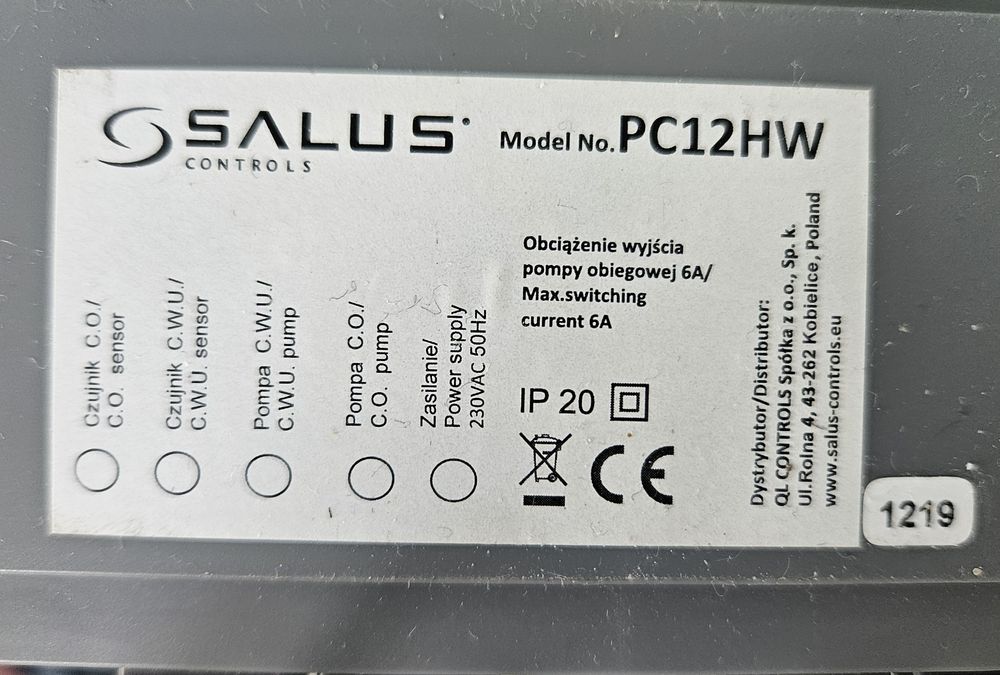 SALUS
CONTROLS
Model No. PC12HW
Obciążenie wyjścia
pompy obiegowej 6A/
Max.switching
current 6A
Czujnik C.O./
C.O. sensor
Czujnik C.W.U./
C.W.U. sensor
Pompa C.W.U./
C.W.U. pump
Pompa C.O./
C.O. pump
Zasilanie/
Power supply
230VAC 50Hz
IP 20
CE
Dystrybutor/Distributor:
QL CONTROLS Spółka z o.o., Sp. k.
Ul.Rolna 4, 43-262 Kobielice, Poland
www.salus-controls.eu
1219